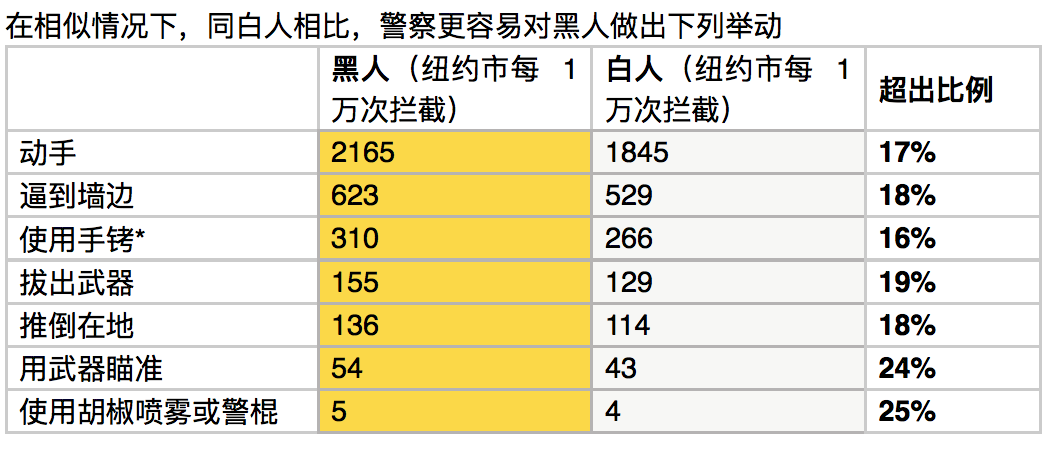 在相似情况下，同白人相比，警察更容易对黑人做出下列举动
黑人（纽约市每 1
万次拦截）
白人（纽约市每 1
万次拦截）
超出比例
动手 2165 1845 17%
逼到墙边 623 529 18%
使用手铐* 310 266 16%
拔出武器 155 129 19%
推倒在地 136 114 18%
用武器瞄准 54 43 24%
使用胡椒喷雾或警棍 5 4 25%